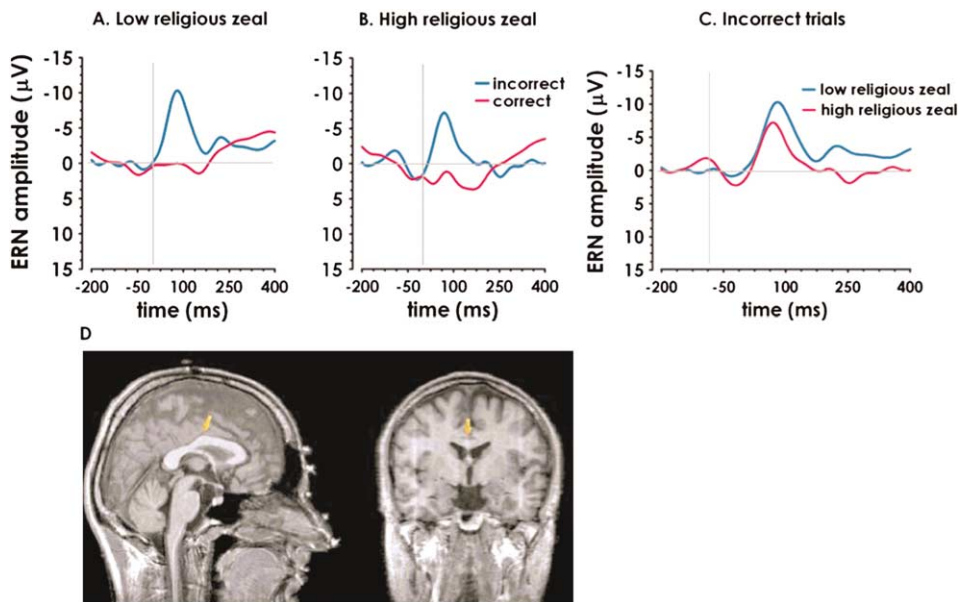 A. Low religious zeal
ERN amplitude (μV)
-15
-10
-5
0
5
10
15
-200 -50 100 250 400
time (ms)
B. High religious zeal
incorrect
correct
-15
-10
-5
0
5
10
15
-200 -50 100 250 400
time (ms)
C. Incorrect trials
low religious zeal
high religious zeal
ERN amplitude (μV)
-15
-10
-5
0
5
10
15
-200 -50 100 250 400
time (ms)
D